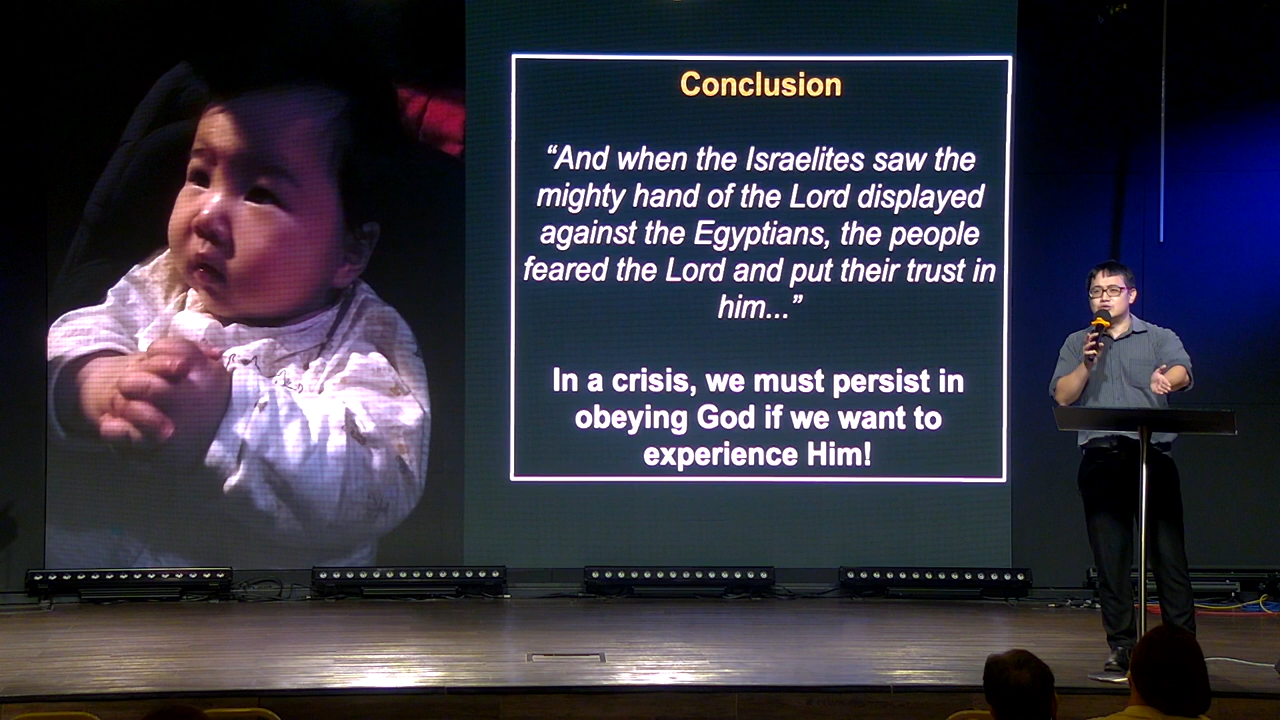 Conclusion
“And when the Israelites saw the
mighty hand of the Lord displayed
against the Egyptians, the people
feared the Lord and put their trust in
him...”
In a crisis, we must persist in
obeying God if we want to
experience Him!